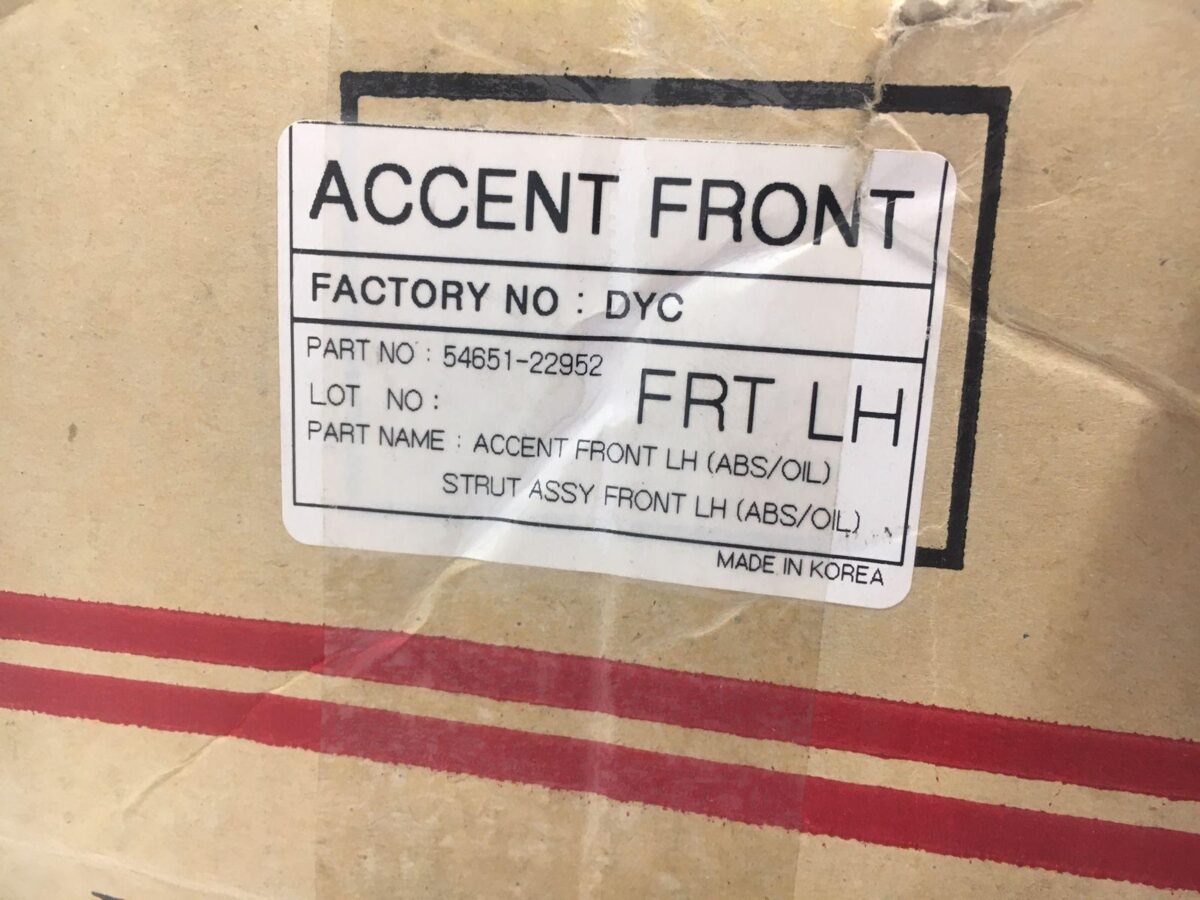 ACCENT FRONT
FACTORY NO : DYC
PART NO : 54651-22952
FRT LH
LOT NO :
PART NAME : ACCENT FRONT LH (ABS/OIL)
STRUT ASSY FRONT LH (ABS/OIL)
MADE IN KOREA